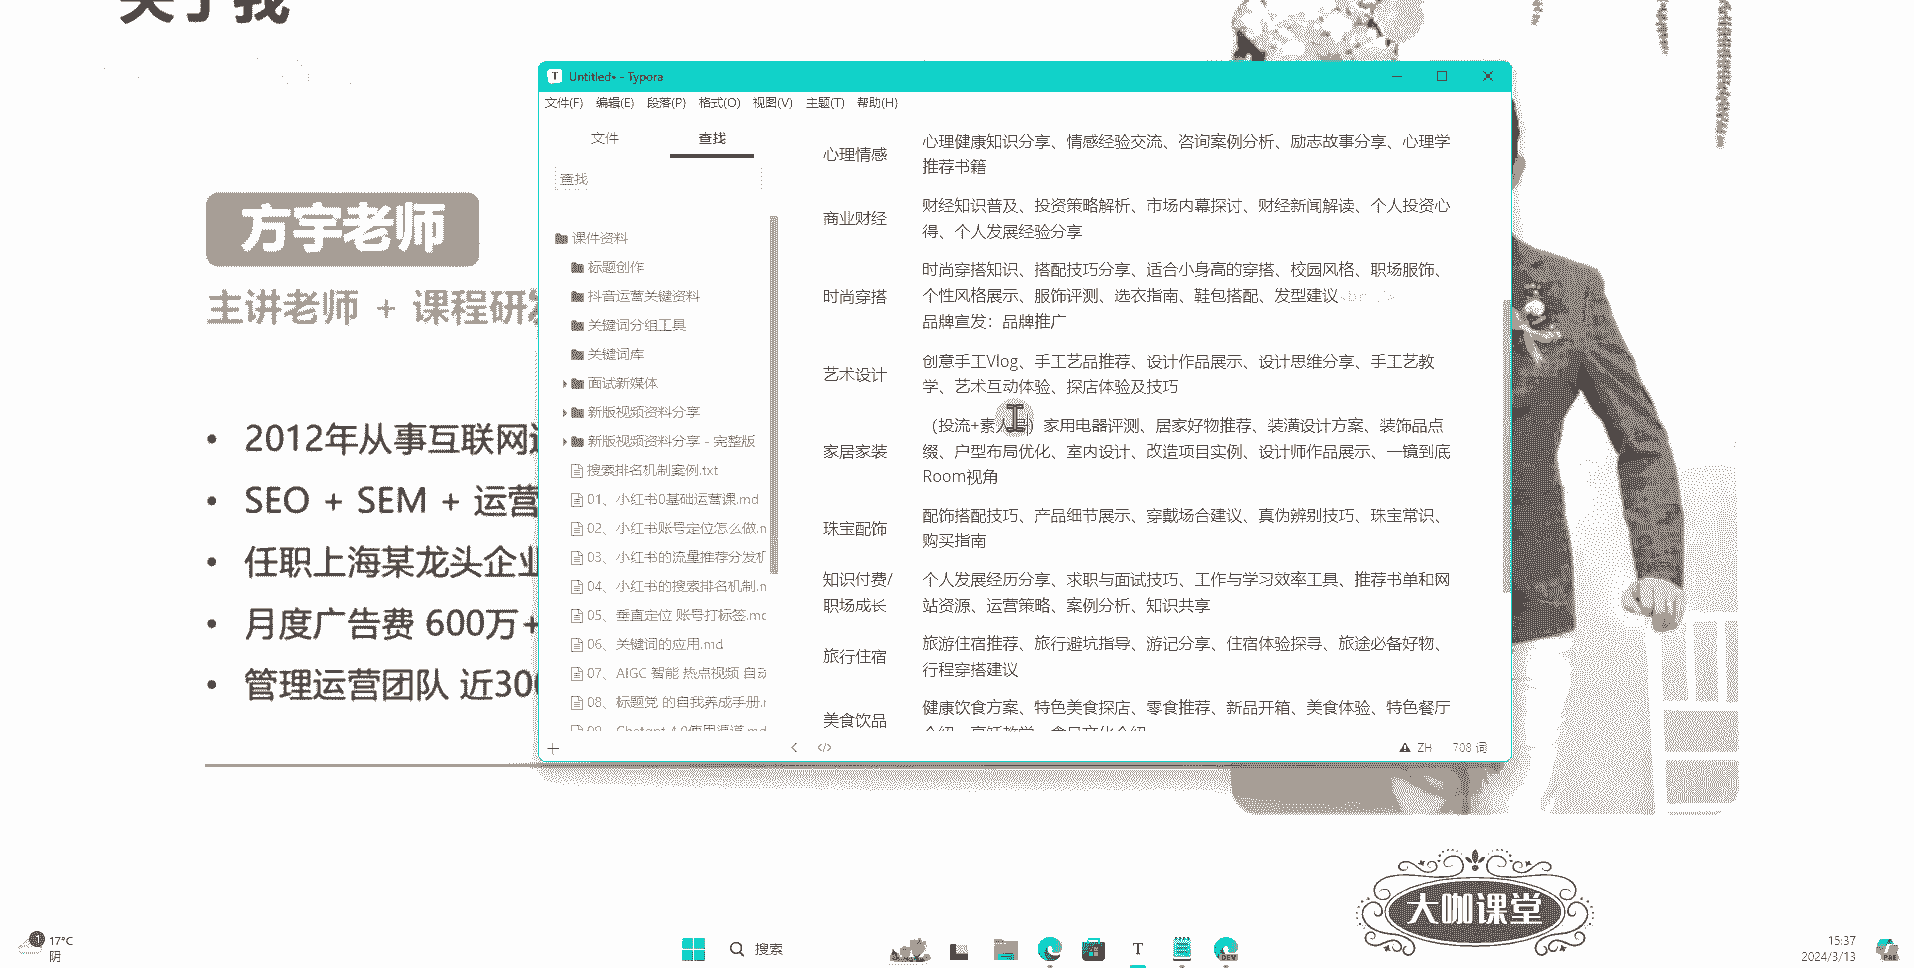 关于我
方宇老师
主讲老师 + 课程研发
2012年从事互联网
SEO + SEM + 运营
任职上海某龙头企业
月度广告费 600万+
管理运营团队 近300
Untitled• - Typora
文件(F) 编辑(E) 段落(P) 格式(O) 视图(V) 主题(T) 帮助(H)
文件 查找
查找
课件资料
标题创作
抖音运营关键资料
关键词分组工具
关键词库
面试新媒体
新版视频资料分享
新版视频资料分享 - 完整版
搜索排名机制案例.txt
01、小红书0基础运营课.md
02、小红书账号定位怎么做.m
03、小红书的流量推荐分发机
04、小红书的搜索排名机制.m
05、垂直定位 账号打标签.md
06、关键词的应用.md
07、AIGC 智能 热点视频 自动
08、标题党 的自我养成手册.m
09、Chatgpt 4.0使用渠道.md
心理情感
心理健康知识分享、情感经验交流、咨询案例分析、励志故事分享、心理学
推荐书籍
商业财经
财经知识普及、投资策略解析、市场内幕探讨、财经新闻解读、个人投资心
得、个人发展经验分享
时尚穿搭
时尚穿搭知识、搭配技巧分享、适合小身高的穿搭、校园风格、职场服饰、
个性风格展示、服饰评测、选衣指南、鞋包搭配、发型建议
品牌宣发：品牌推广
艺术设计
创意手工Vlog、手工艺品推荐、设计作品展示、设计思维分享、手工艺教
学、艺术互动体验、探店体验及技巧
家居家装
（投流+素人）家用电器评测、居家好物推荐、装潢设计方案、装饰品点
缀、户型布局优化、室内设计、改造项目实例、设计师作品展示、一镜到底
Room视角
珠宝配饰
配饰搭配技巧、产品细节展示、穿戴场合建议、真伪辨别技巧、珠宝常识、
购买指南
知识付费/
职场成长
个人发展经历分享、求职与面试技巧、工作与学习效率工具、推荐书单和网
站资源、运营策略、案例分析、知识共享
旅行住宿
旅游住宿推荐、旅行避坑指导、游记分享、住宿体验探寻、旅途必备好物、
行程穿搭建议
美食饮品
健康饮食方案、特色美食探店、零食推荐、新品开箱、美食体验、特色餐厅
介绍、烹饪教学、食品文化介绍
ZH 708 词
大咖课堂
1
17°C
阴
搜索
T
DEV
15:37
2024/3/13
PRE